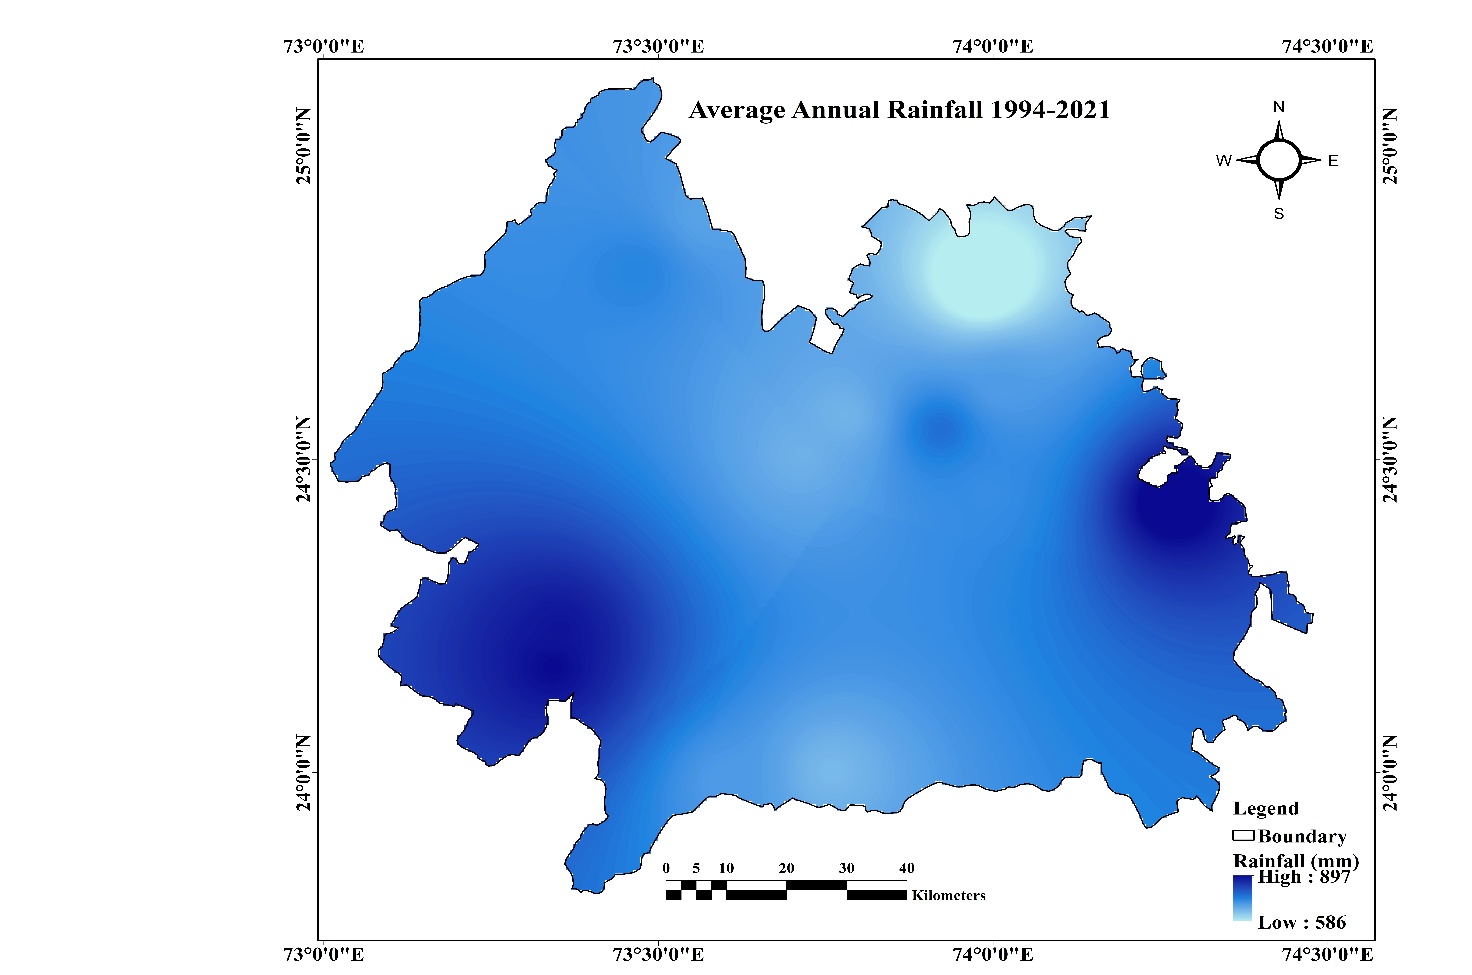 73°0'0"E 73°30'0"E 74°0'0"E 74°30'0"E
Average Annual Rainfall 1994-2021
N
W E
S
25°0'0"N 25°0'0"N
24°30'0"N 24°30'0"N
24°0'0"N 24°0'0"N
Legend
Boundary
Rainfall (mm)
High : 897
Low : 586
0 5 10 20 30 40
Kilometers
73°0'0"E 73°30'0"E 74°0'0"E 74°30'0"E